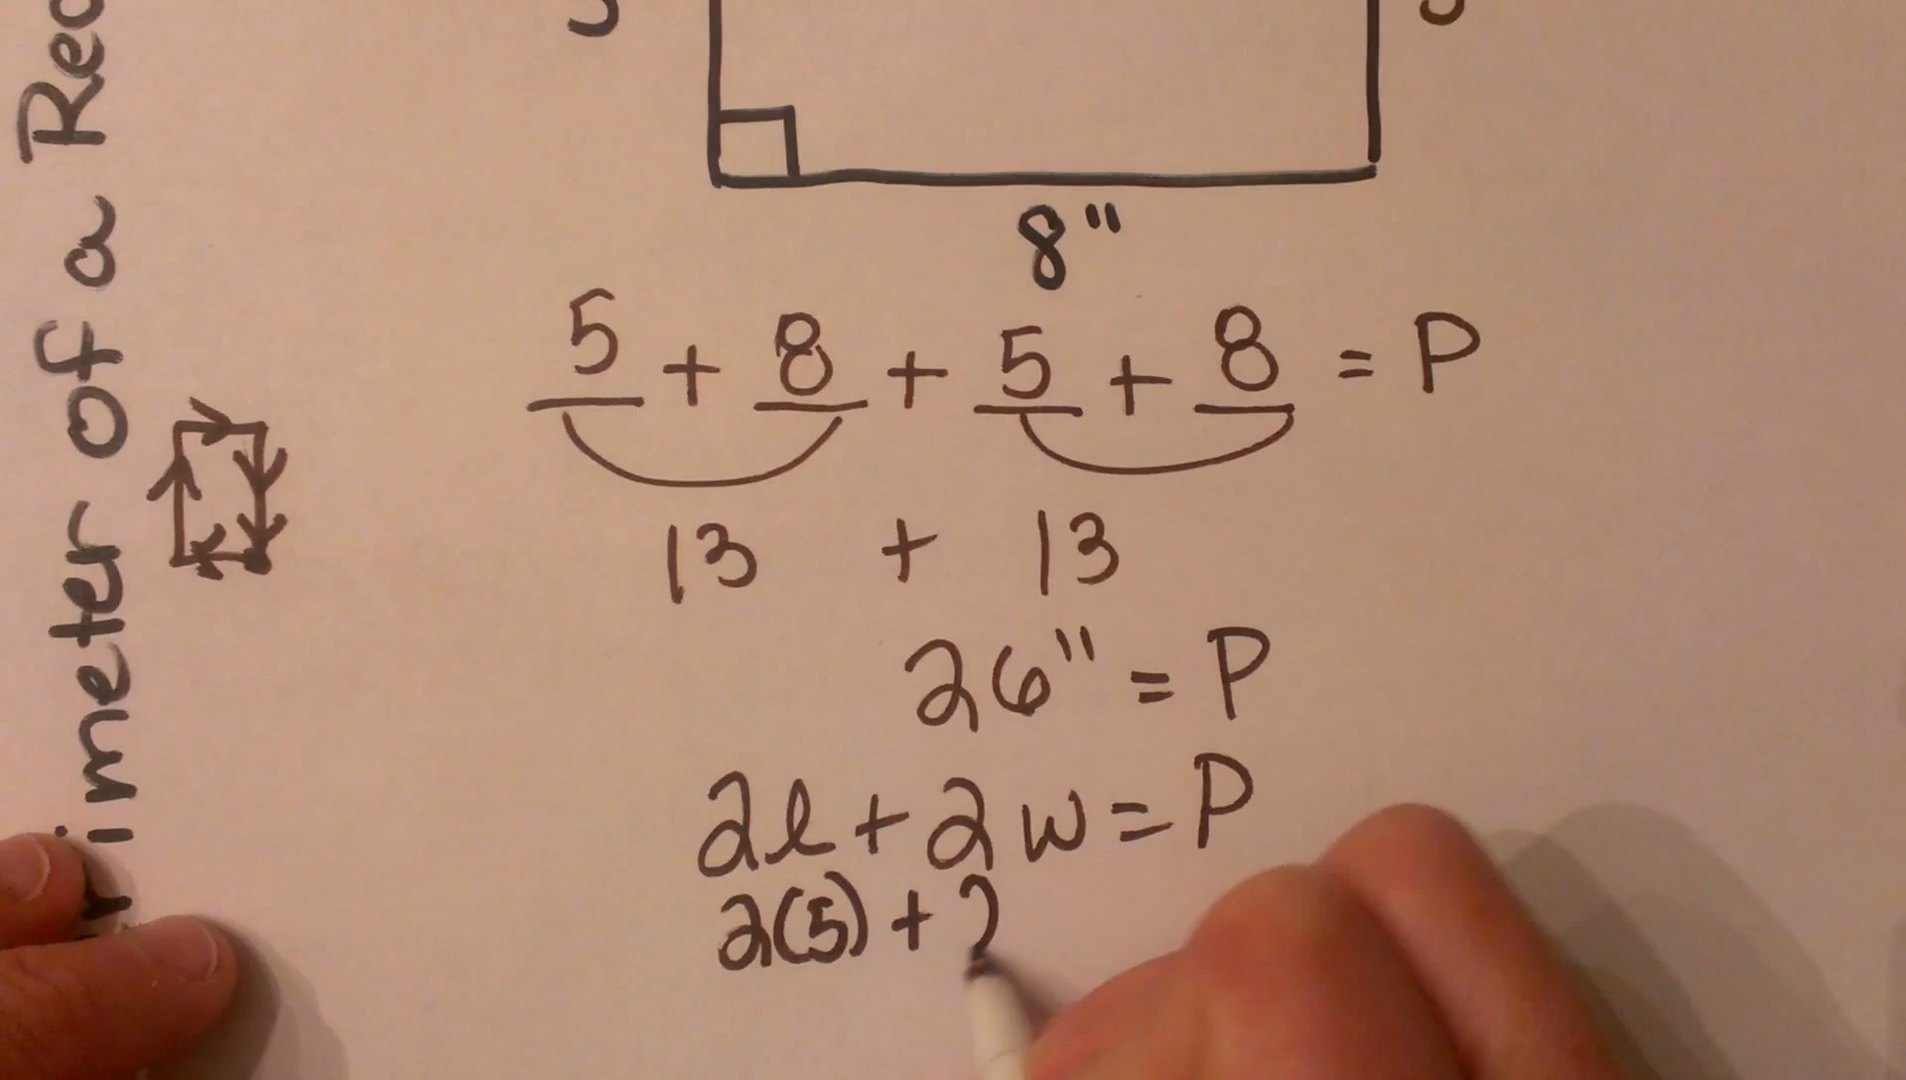 imeter of a Rec
8"
5 + 8 + 5 + 8 = P
13 + 13
26" = P
2l + 2w = P
2(5) + 2